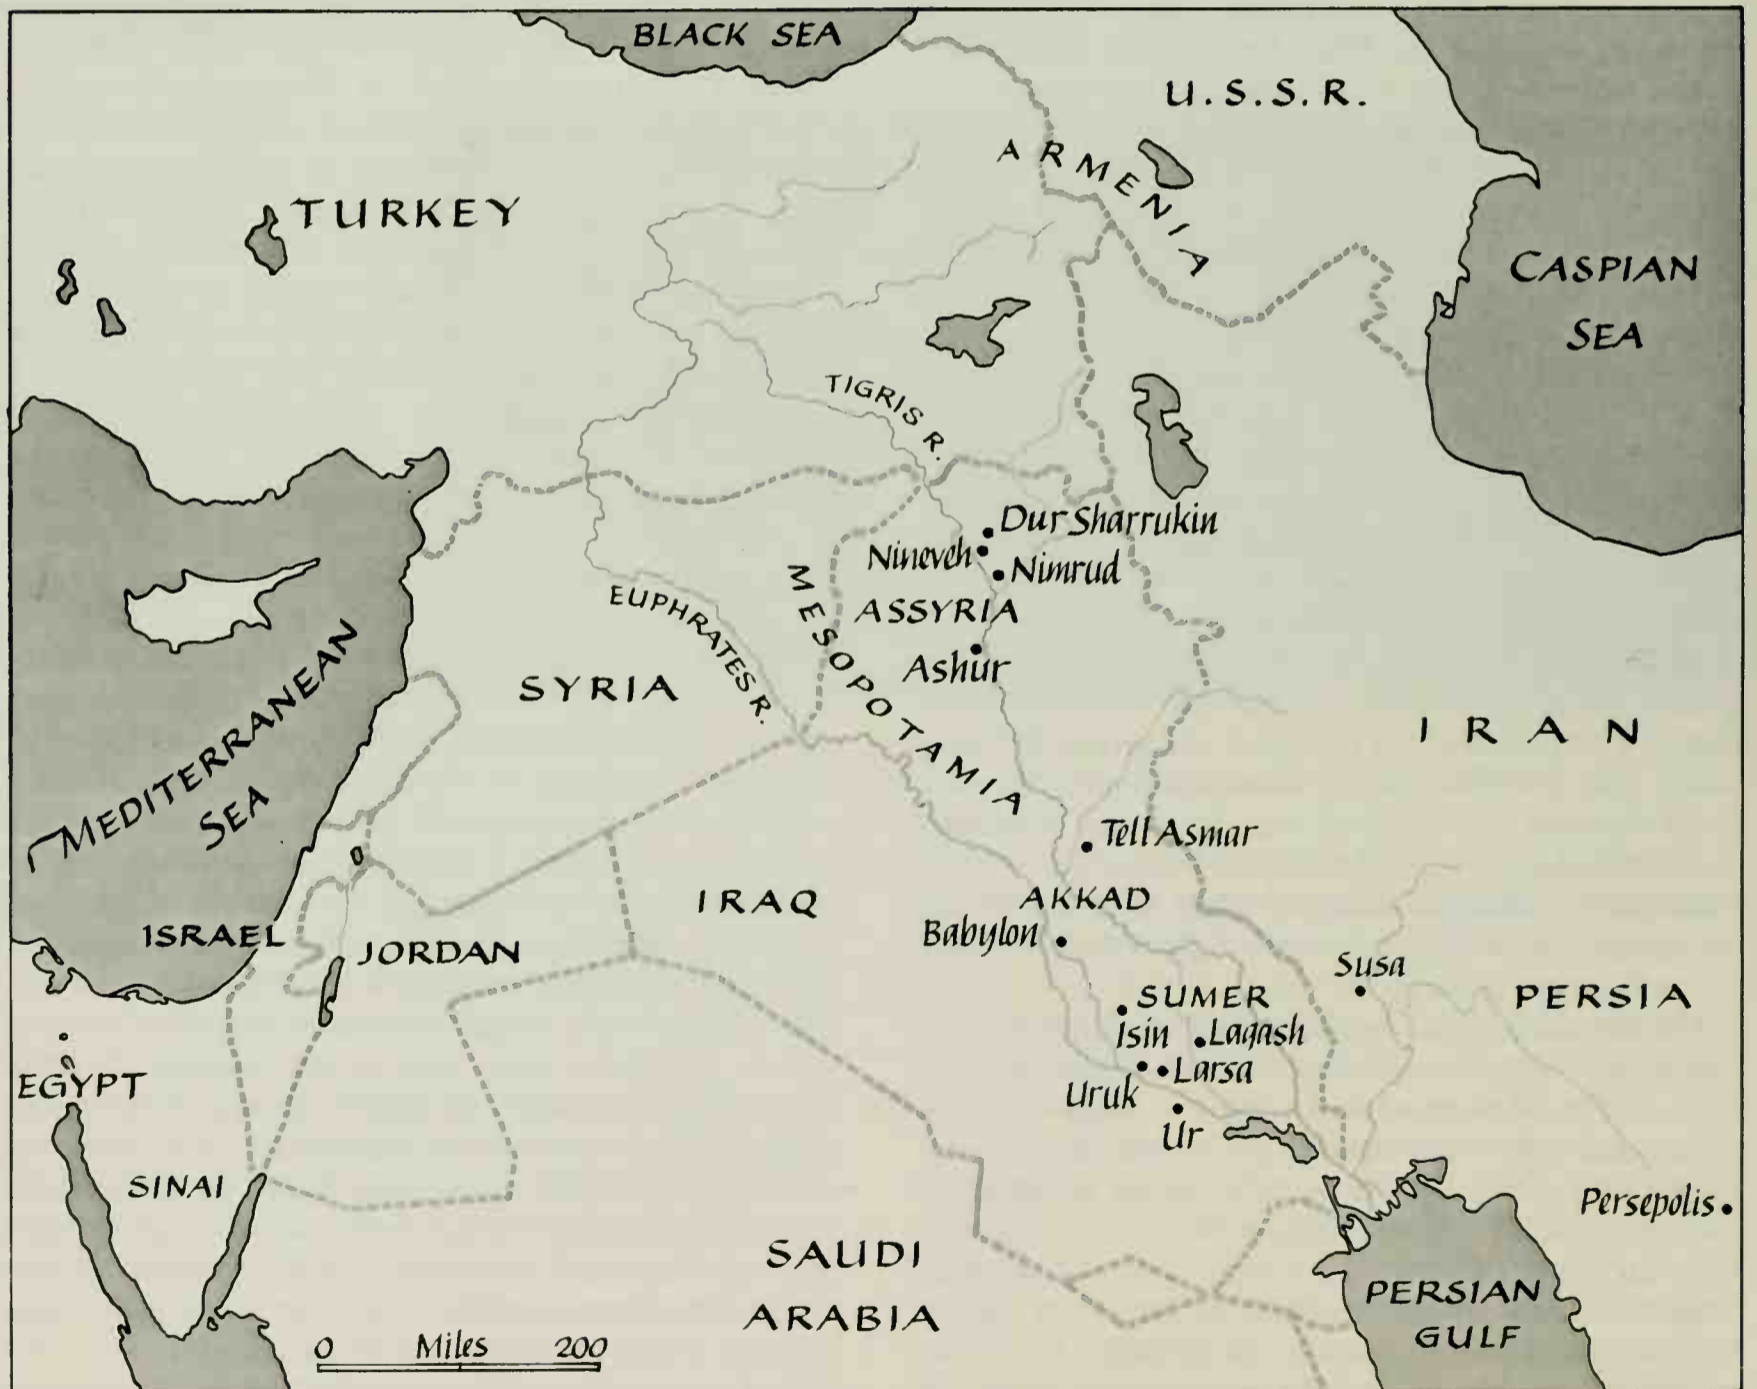 BLACK SEA
U.S.S.R.
ARMENIA
TURKEY
CASPIAN
SEA
TIGRIS R.
Dur Sharrukin
Nineveh
Nimrud
MESOPOTAMIA
EUPHRATES R.
ASSYRIA
Ashur
SYRIA
MEDITERRANEAN
SEA
IRAN
Tell Asmar
IRAQ
AKKAD
Babylon
ISRAEL
JORDAN
Susa
SUMER
PERSIA
Isin
Lagash
EGYPT
Larsa
Uruk
Ur
SINAI
Persepolis
SAUDI
ARABIA
PERSIAN
GULF
0 Miles 200